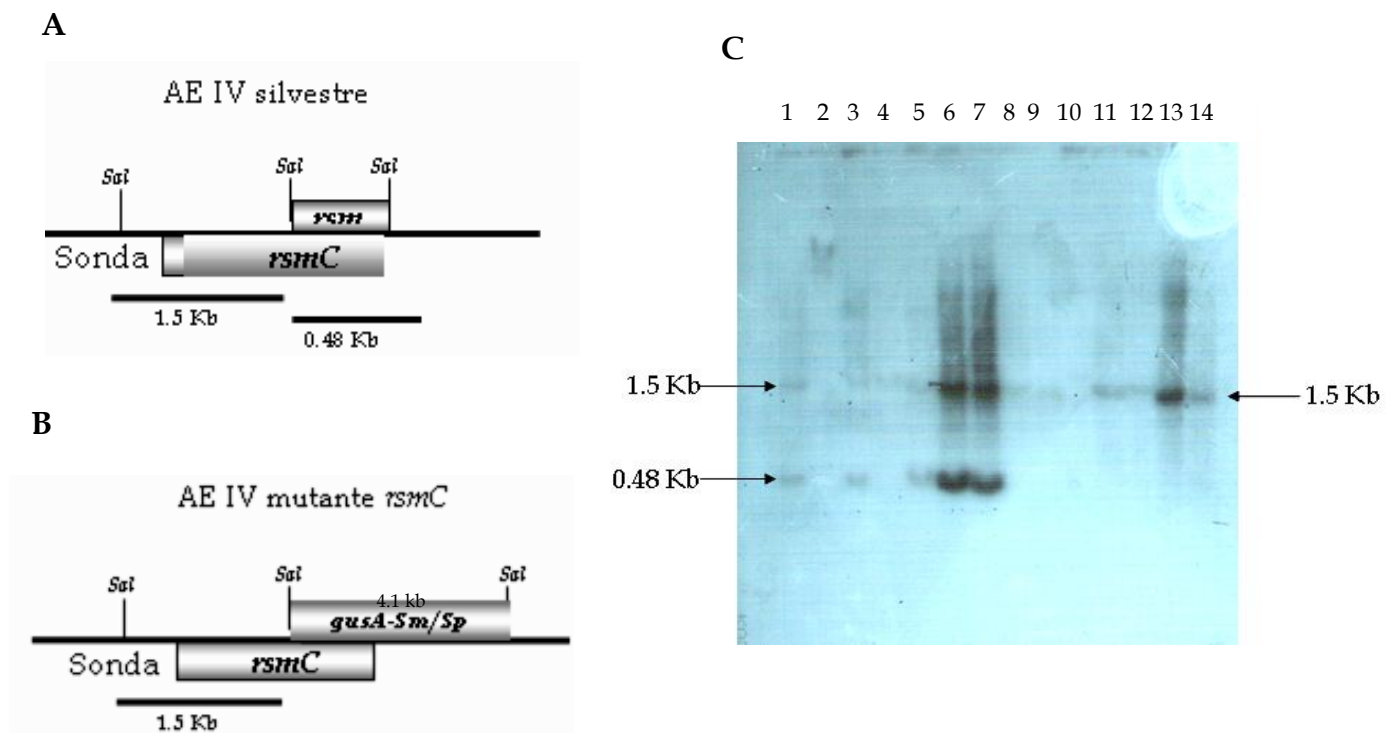 A
AE IV silvestre
Sal Sal Sal
rsm
Sonda rsmC
1.5 Kb
0.48 Kb
B
AE IV mutante rsmC
Sal Sal Sal
4.1 kb
gusA-Sm/Sp
Sonda rsmC
1.5 Kb
C
1 2 3 4 5 6 7 8 9 10 11 12 13 14
1.5 Kb
0.48 Kb
1.5 Kb